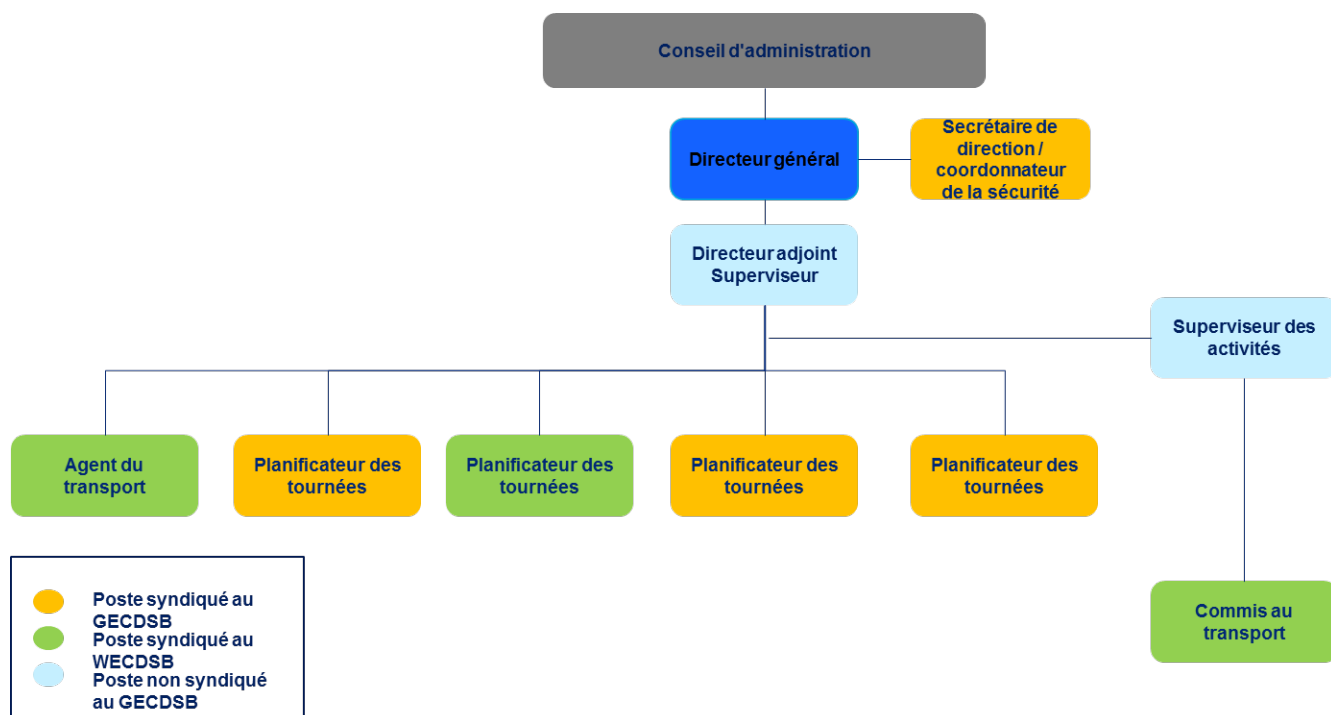 Conseil d'administration
Directeur général
Secrétaire de
direction /
coordonnateur
de la sécurité
Directeur adjoint
Superviseur
Superviseur des
activités
Agent du
transport
Planificateur des
tournées
Planificateur des
tournées
Planificateur des
tournées
Planificateur des
tournées
Commis au
transport
Poste syndiqué au
GECDSB
Poste syndiqué au
WECDSB
Poste non syndiqué
au GECDSB